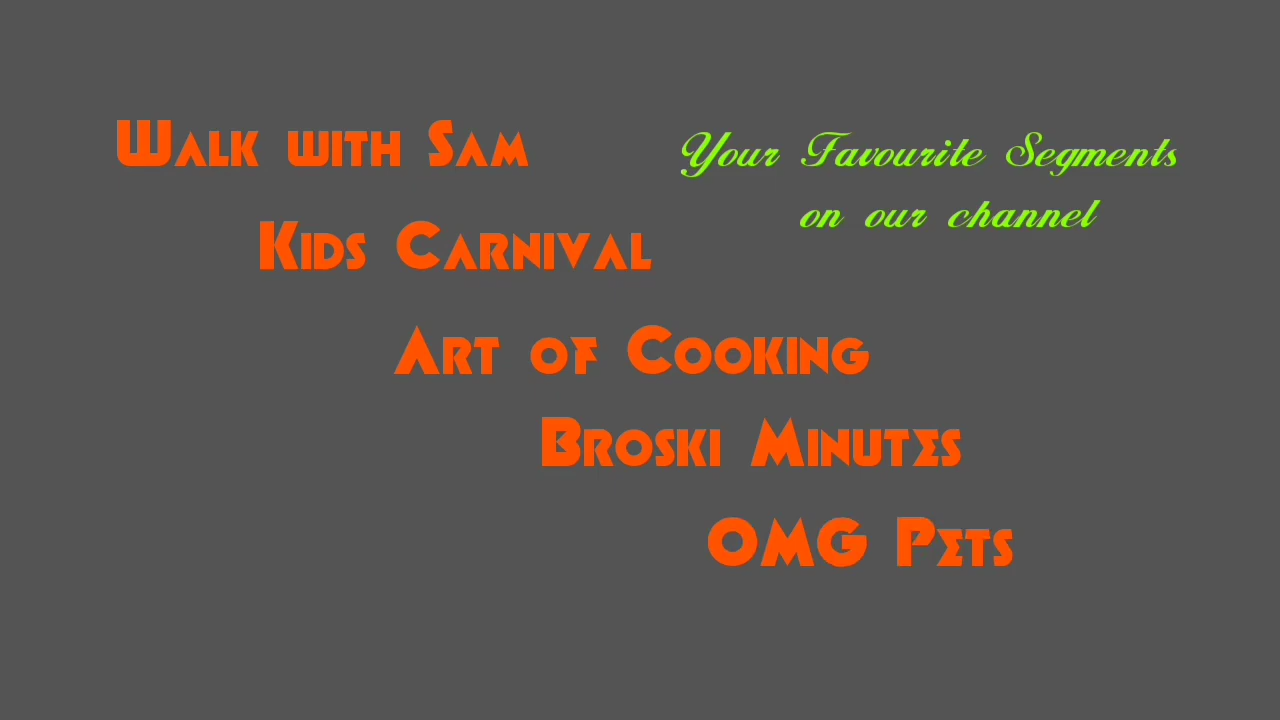 Walk with Sam
Your Favourite Segments
on our channel
Kids Carnival
Art of Cooking
Broski Minutes
OMG Pets